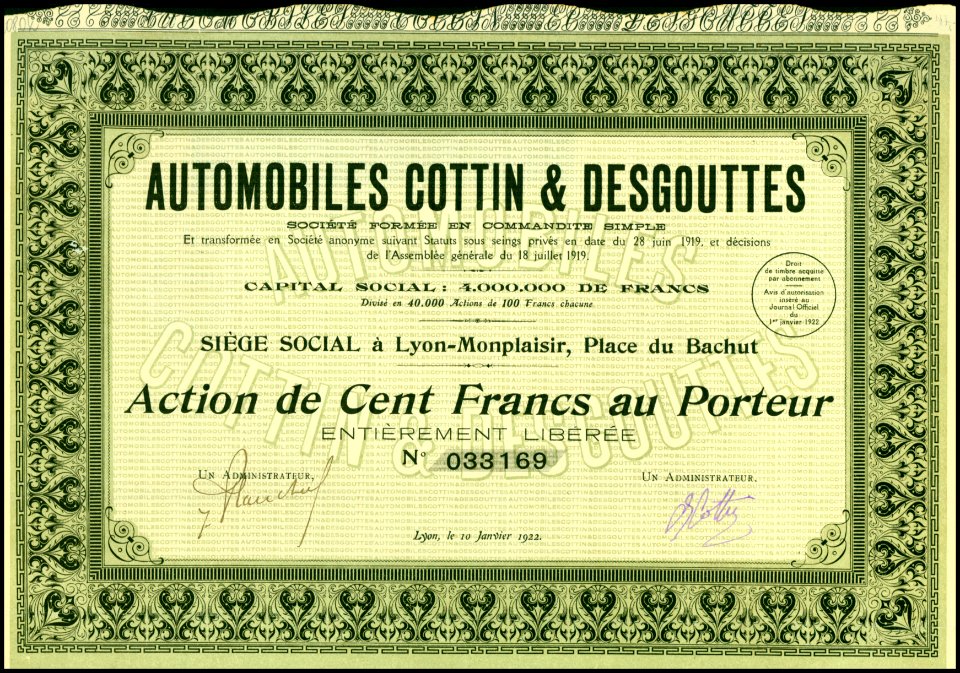 AUTOMOBILES COTTIN & DESGOUTTES
SOCIÉTÉ FORMÉE EN COMMANDITE SIMPLE
Et transformée en Société anonyme suivant Statuts sous seings privés en date du 28 juin 1919, et décisions
de l'Assemblée générale du 18 juillet 1919.
CAPITAL SOCIAL : 4.000.000 DE FRANCS
Divisé en 40.000 Actions de 100 Francs chacune.
Droit
de timbre acquitté
par abonnement
Avis d'autorisation
inséré au
Journal Officiel
du
1er janvier 1922
SIÈGE SOCIAL à Lyon-Monplaisir, Place du Bachut
AUTOMOBILES
COTTIN & DESGOUTTES
Action de Cent Francs au Porteur
ENTIÈREMENT LIBÉRÉE
N° 033169
UN ADMINISTRATEUR,
UN ADMINISTRATEUR.
Lyon, le 10 Janvier 1922.